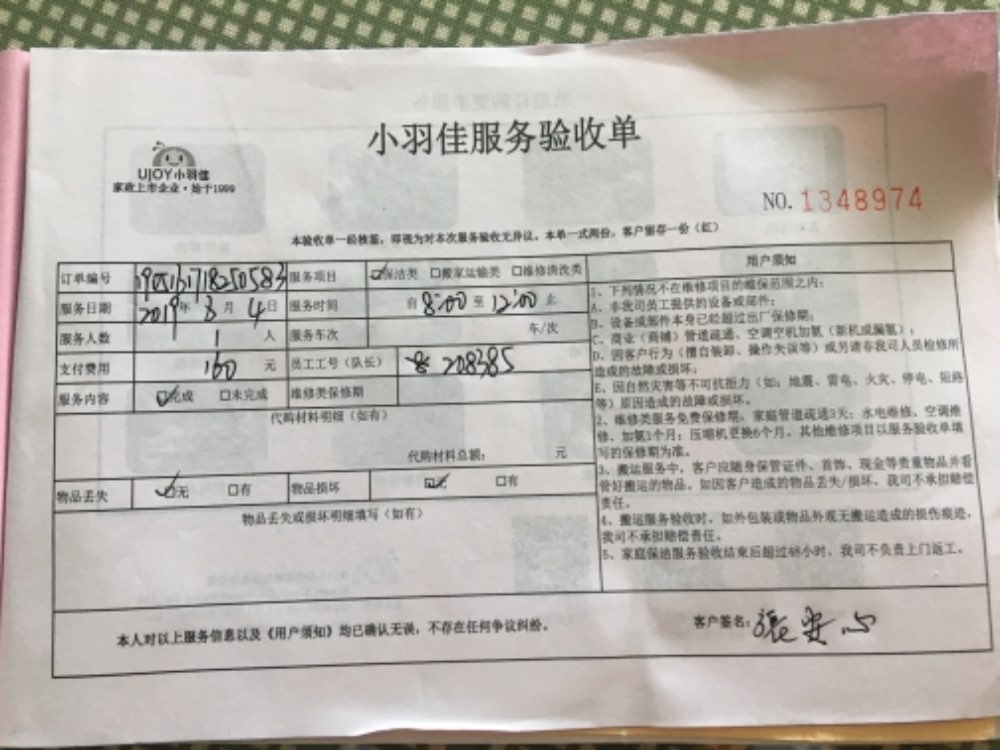 小羽佳服务验收单
UJOY小羽佳
家政上市企业·始于1999
NO. 1348974
本验收单一经核签，即视为对本次服务验收无异议。本单一式两份，客户留存一份（红）
订单编号 服务项目 ☑保洁类 □搬家运输类 □维修清洗类
服务日期 2019年 3月 4日 服务时间 自 8:00 至 12:00 止
服务人数 1 人 服务车次 车/次
支付费用 160 元 员工工号（队长） 208385
服务内容 ☑完成 □未完成 维修类保修期
代购材料明细（如有）
代购材料总额： 元
物品丢失 ☑无 □有 物品损坏 ☑无 □有
物品丢失或损坏明细填写（如有）
用户须知
1、下列情况不在维修项目的维保范围之内：
A、非我司员工提供的设备或部件；
B、设备或部件本身已经超过出厂保修期；
C、商业（商铺）管道疏通、空调空机加氨（新机或漏氨）；
D、因客户行为（擅自装卸、操作失误等）或另请非我司人员检修所
造成的故障或损坏；
E、因自然灾害等不可抗拒力（如：地震、雷电、火灾、停电、短路
等）原因造成的故障或损坏。
2、维修类服务免费保修期：家庭管道疏通3天；水电维修、空调维
修、加氨1个月；压缩机更换6个月。其他维修项目以服务验收单填
写的保修期为准。
3、搬运服务中，客户应随身保管证件、首饰、现金等贵重物品并看
管好搬运的物品，如因客户造成的物品丢失/损坏，我司不承担赔偿
责任。
4、搬运服务验收时，如外包装或物品外观无搬运造成的损伤痕迹，
我司不承担赔偿责任。
5、家庭保洁服务验收结束后超过48小时，我司不负责上门返工。
本人对以上服务信息以及《用户须知》均已确认无误，不存在任何争议纠纷。
客户签名：張安心